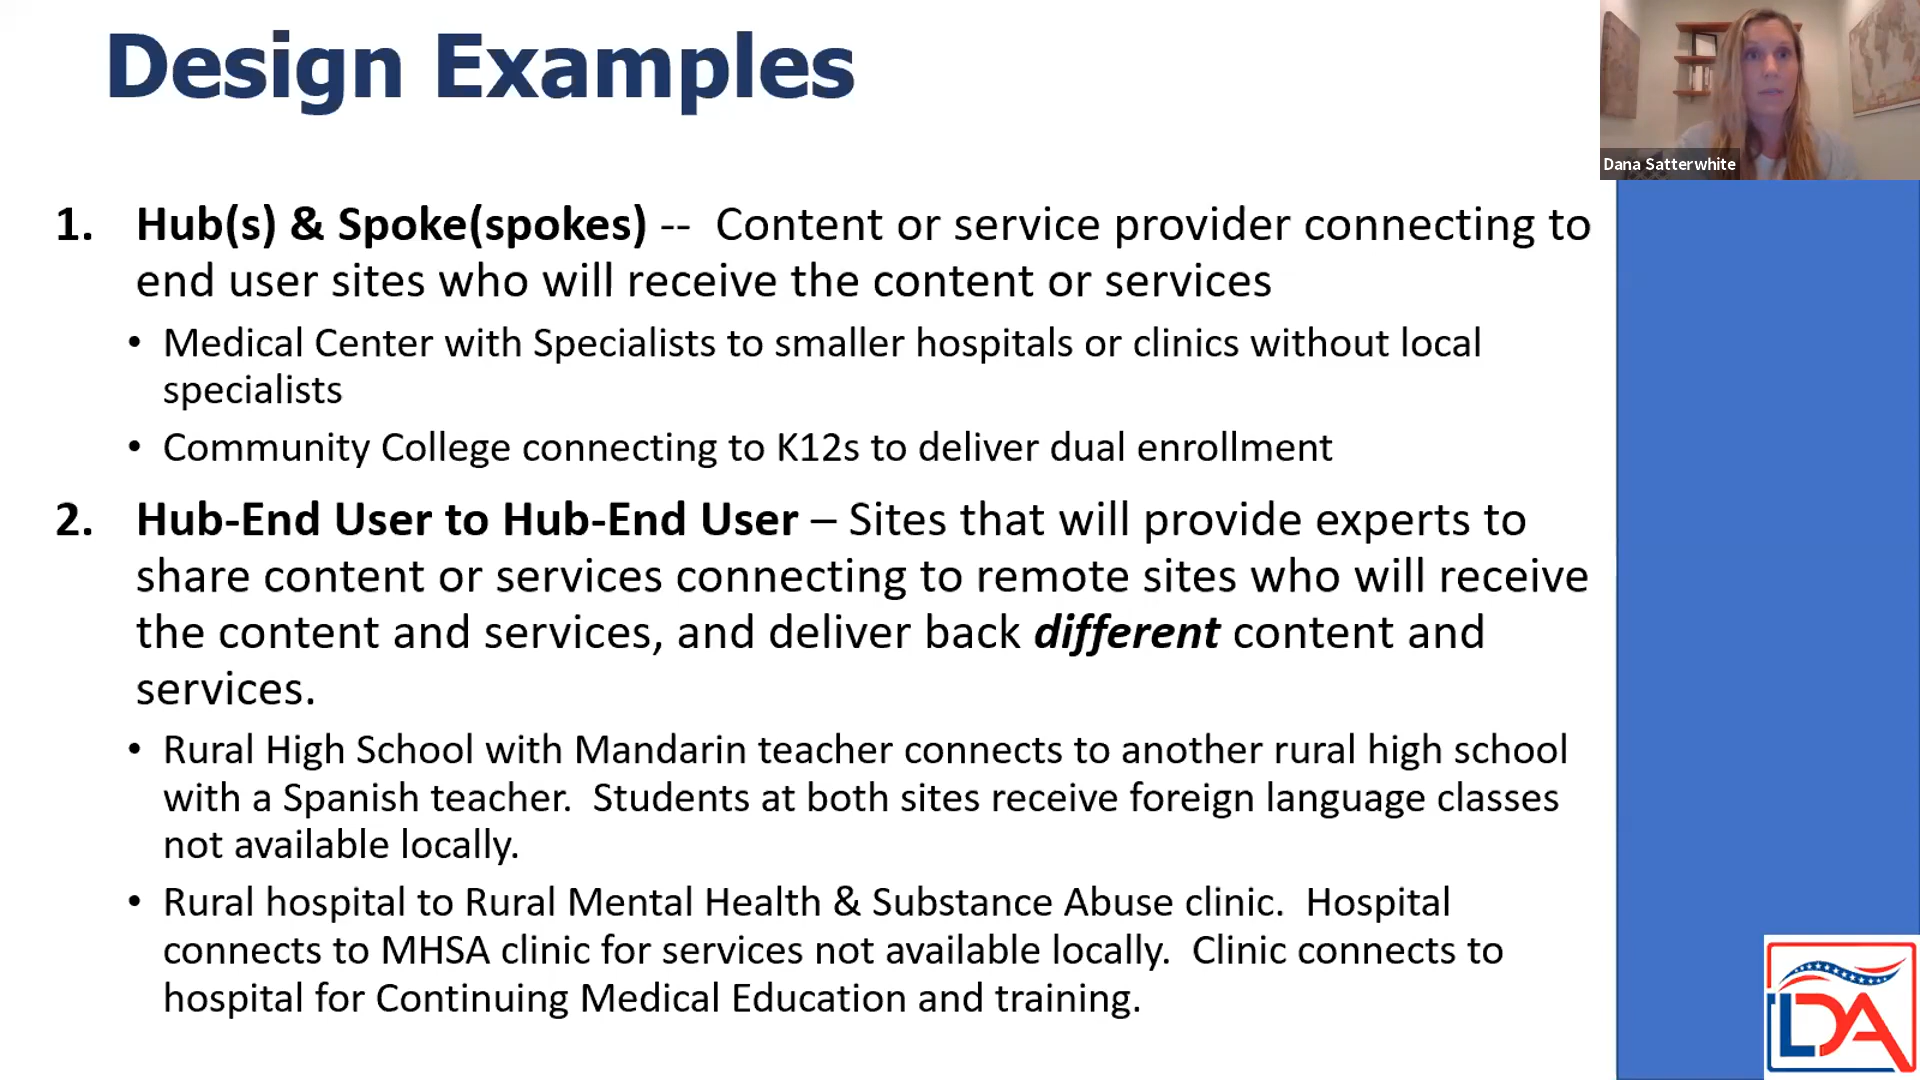 Design Examples
Dana Satterwhite
1. Hub(s) & Spoke(spokes) -- Content or service provider connecting to
end user sites who will receive the content or services
• Medical Center with Specialists to smaller hospitals or clinics without local
specialists
• Community College connecting to K12s to deliver dual enrollment
2. Hub-End User to Hub-End User – Sites that will provide experts to
share content or services connecting to remote sites who will receive
the content and services, and deliver back different content and
services.
• Rural High School with Mandarin teacher connects to another rural high school
with a Spanish teacher.  Students at both sites receive foreign language classes
not available locally.
• Rural hospital to Rural Mental Health & Substance Abuse clinic.  Hospital
connects to MHSA clinic for services not available locally.  Clinic connects to
hospital for Continuing Medical Education and training.
LDA